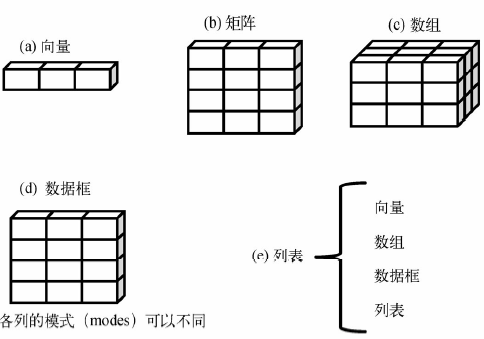 (a) 向量
(b) 矩阵
(c) 数组
(d) 数据框
各列的模式（modes）可以不同
(e) 列表
向量
数组
数据框
列表